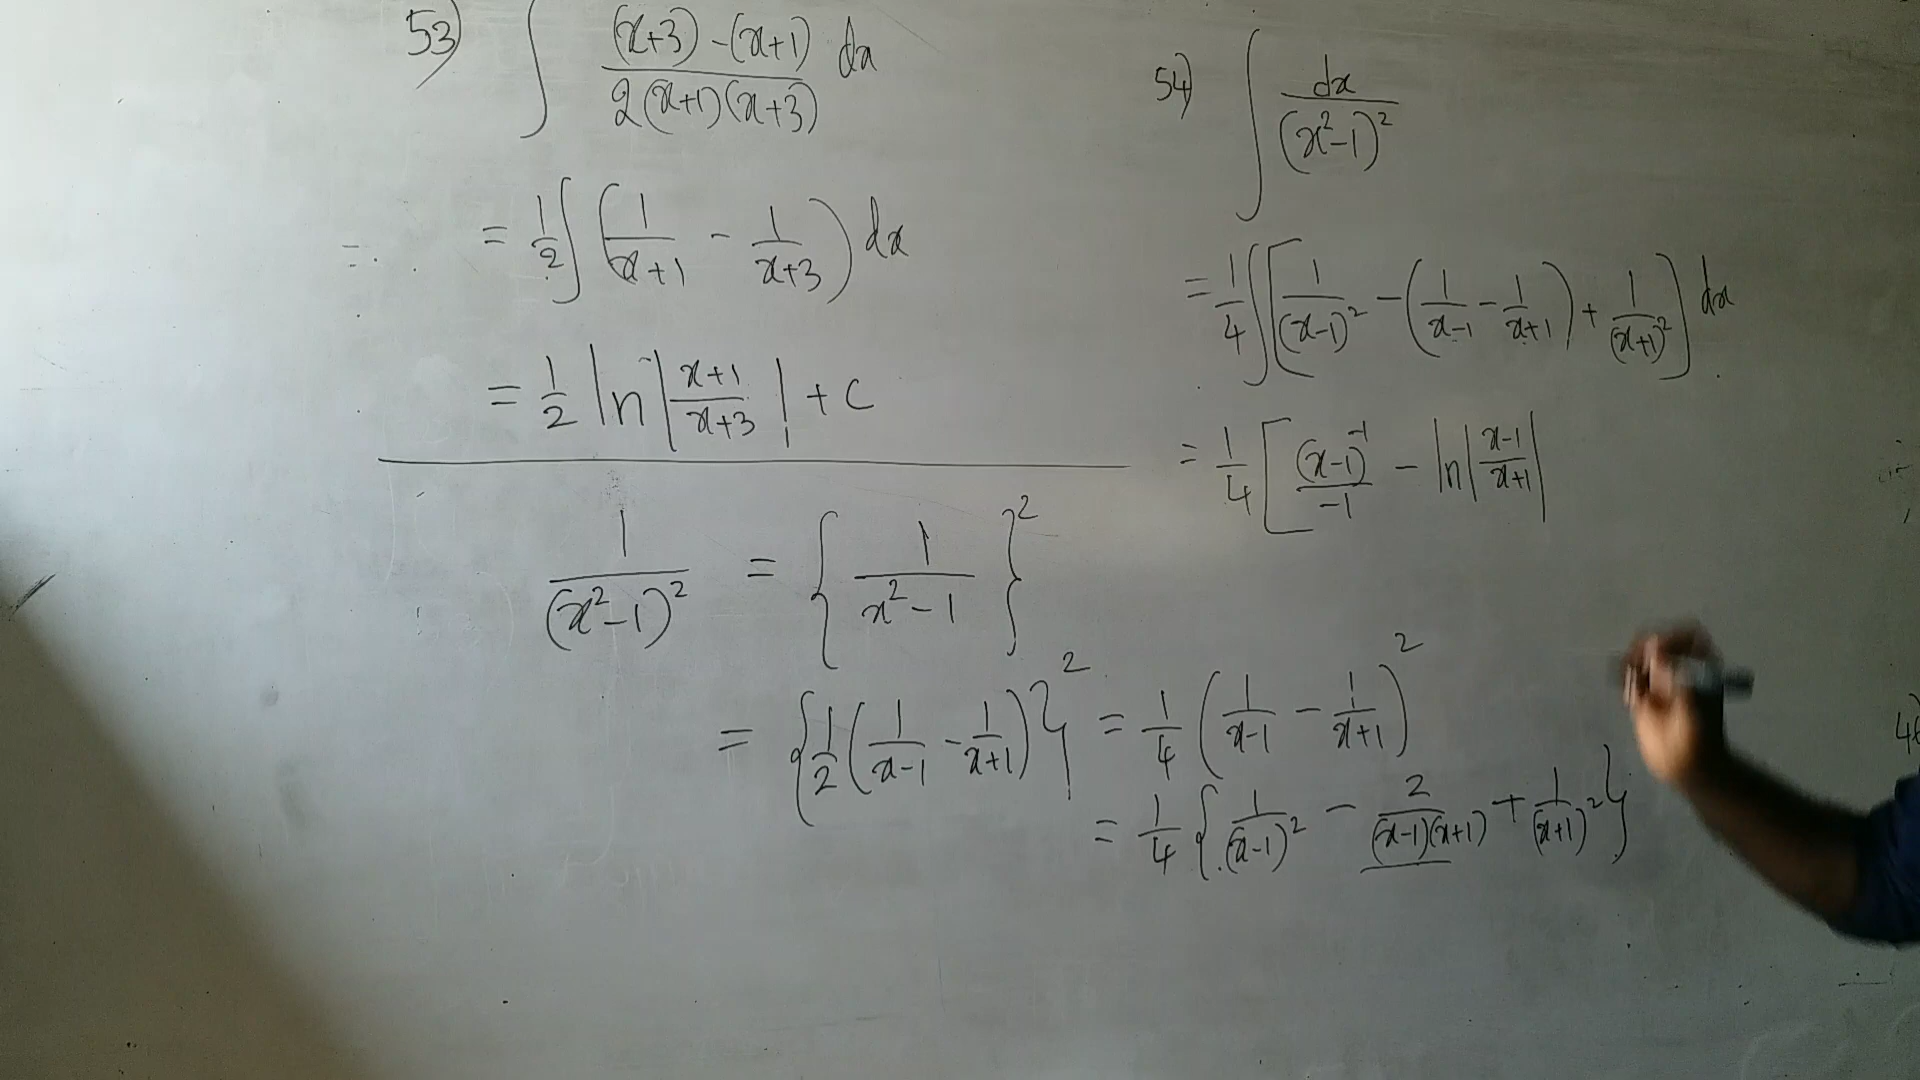 53) ∫ (x+3)-(x+1) / 2(x+1)(x+3) dx
= 1/2 ∫ (1/(x+1) - 1/(x+3)) dx
= 1/2 ln |(x+1)/(x+3)| + c
1/(x²-1)² = {1/(x²-1)}²
= {1/2 (1/(x-1) - 1/(x+1))}² = 1/4 (1/(x-1) - 1/(x+1))²
= 1/4 {1/(x-1)² - 2/((x-1)(x+1)) + 1/(x+1)²}
54) ∫ dx/(x²-1)²
= 1/4 ∫ [1/(x-1)² - (1/(x-1) - 1/(x+1)) + 1/(x+1)²] dx
= 1/4 [(x-1)⁻¹/-1 - ln |(x-1)/(x+1)|